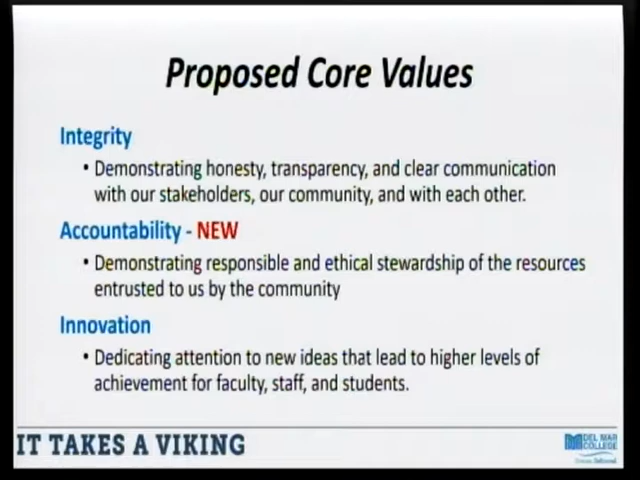 Proposed Core Values
Integrity
• Demonstrating honesty, transparency, and clear communication
with our stakeholders, our community, and with each other.
Accountability - NEW
• Demonstrating responsible and ethical stewardship of the resources
entrusted to us by the community
Innovation
• Dedicating attention to new ideas that lead to higher levels of
achievement for faculty, staff, and students.
IT TAKES A VIKING
DEL MAR
COLLEGE